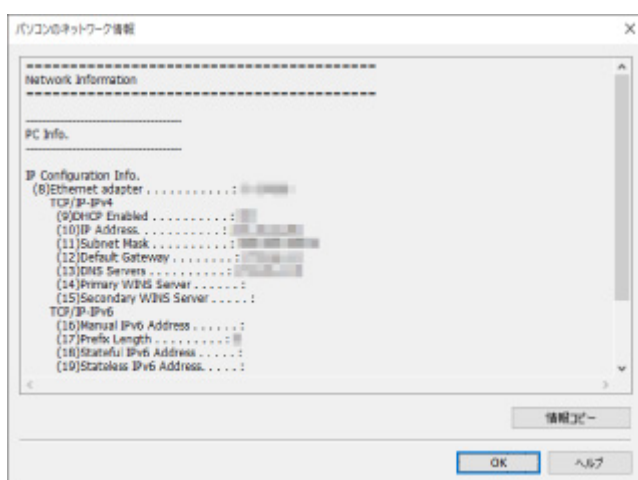 パソコンのネットワーク情報
========================================
Network Information
========================================
----------------------------
PC Info.
----------------------------
IP Configuration Info.
(8)Ethernet adapter . . . . . . . . . . . :
TCP/IP-IPv4
(9)DHCP Enabled . . . . . . . . . . :
(10)IP Address. . . . . . . . . . . . :
(11)Subnet Mask . . . . . . . . . . :
(12)Default Gateway . . . . . . . . :
(13)DNS Servers . . . . . . . . . . :
(14)Primary WINS Server . . . . . . :
(15)Secondary WINS Server . . . . . :
TCP/IP-IPv6
(16)Manual IPv6 Address . . . . . . :
(17)Prefix Length . . . . . . . . . :
(18)Stateful IPv6 Address . . . . . :
(19)Stateless IPv6 Address. . . . . :
情報コピー
OK
ヘルプ